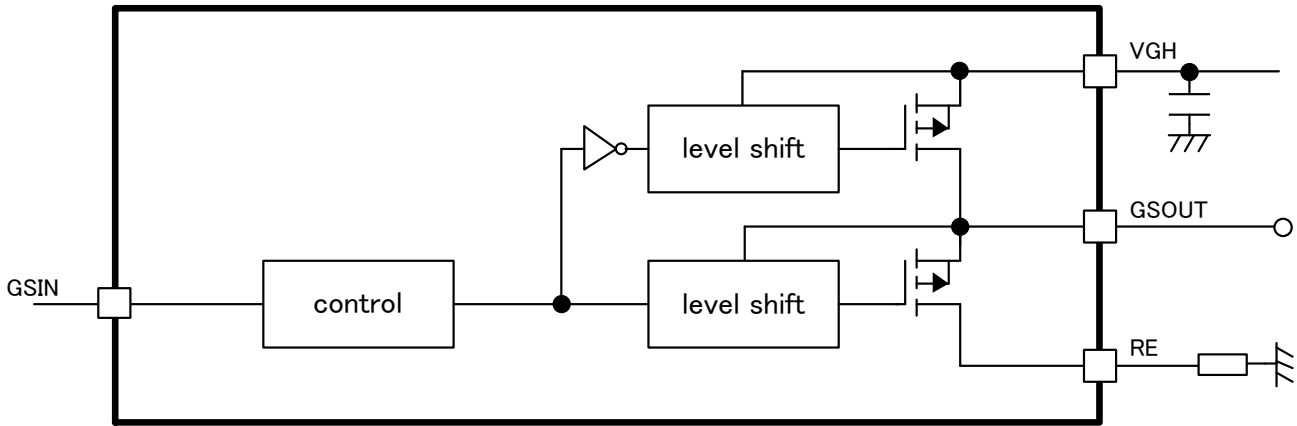 VGH
level shift
GSOUT
GSIN
control
level shift
RE